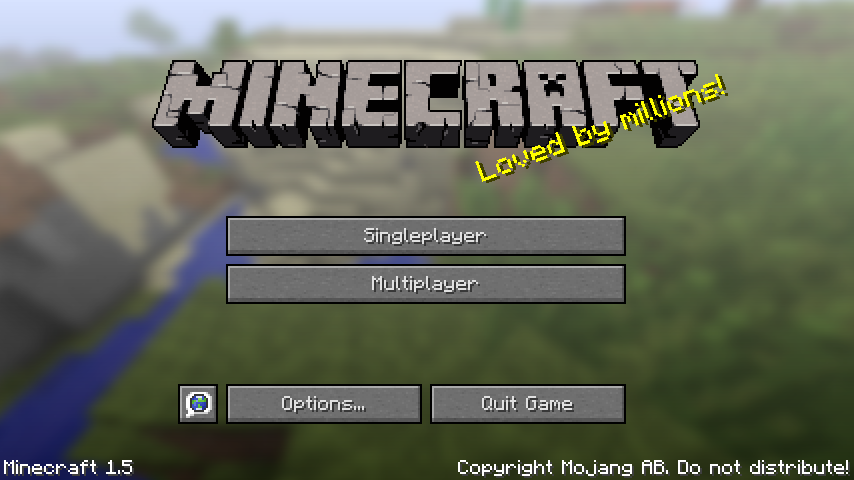 MINECRAFT
Loved by millions!
Singleplayer
Multiplayer
Options...
Quit Game
Minecraft 1.5
Copyright Mojang AB. Do not distribute!